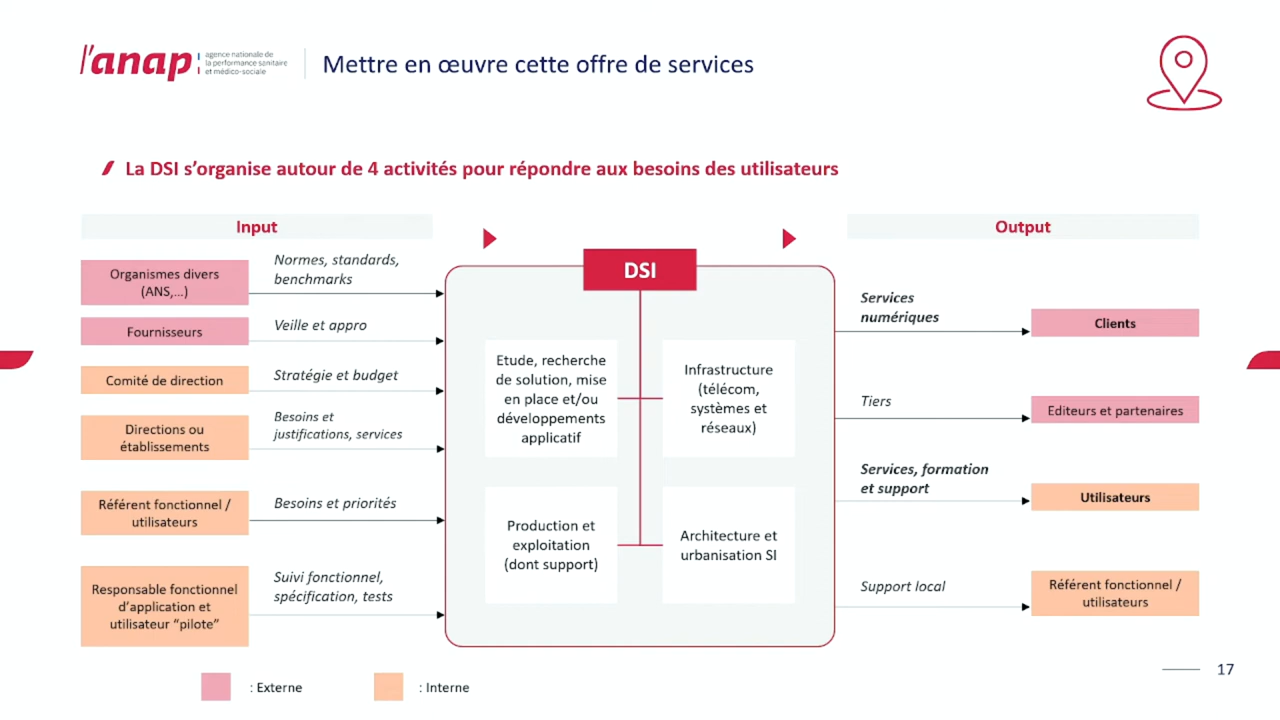 l'anap
agence nationale de
la performance sanitaire
et médico-sociale
Mettre en œuvre cette offre de services
La DSI s'organise autour de 4 activités pour répondre aux besoins des utilisateurs
Input
Organismes divers
(ANS,...)
Normes, standards,
benchmarks
Fournisseurs
Veille et appro
Comité de direction
Stratégie et budget
Directions ou
établissements
Besoins et
justifications, services
Référent fonctionnel /
utilisateurs
Besoins et priorités
Responsable fonctionnel
d'application et
utilisateur “pilote”
Suivi fonctionnel,
spécification, tests
DSI
Etude, recherche
de solution, mise
en place et/ou
développements
applicatif
Infrastructure
(télécom,
systèmes et
réseaux)
Production et
exploitation
(dont support)
Architecture et
urbanisation SI
Output
Services
numériques
Clients
Tiers
Editeurs et partenaires
Services, formation
et support
Utilisateurs
Support local
Référent fonctionnel /
utilisateurs
: Externe
: Interne
17